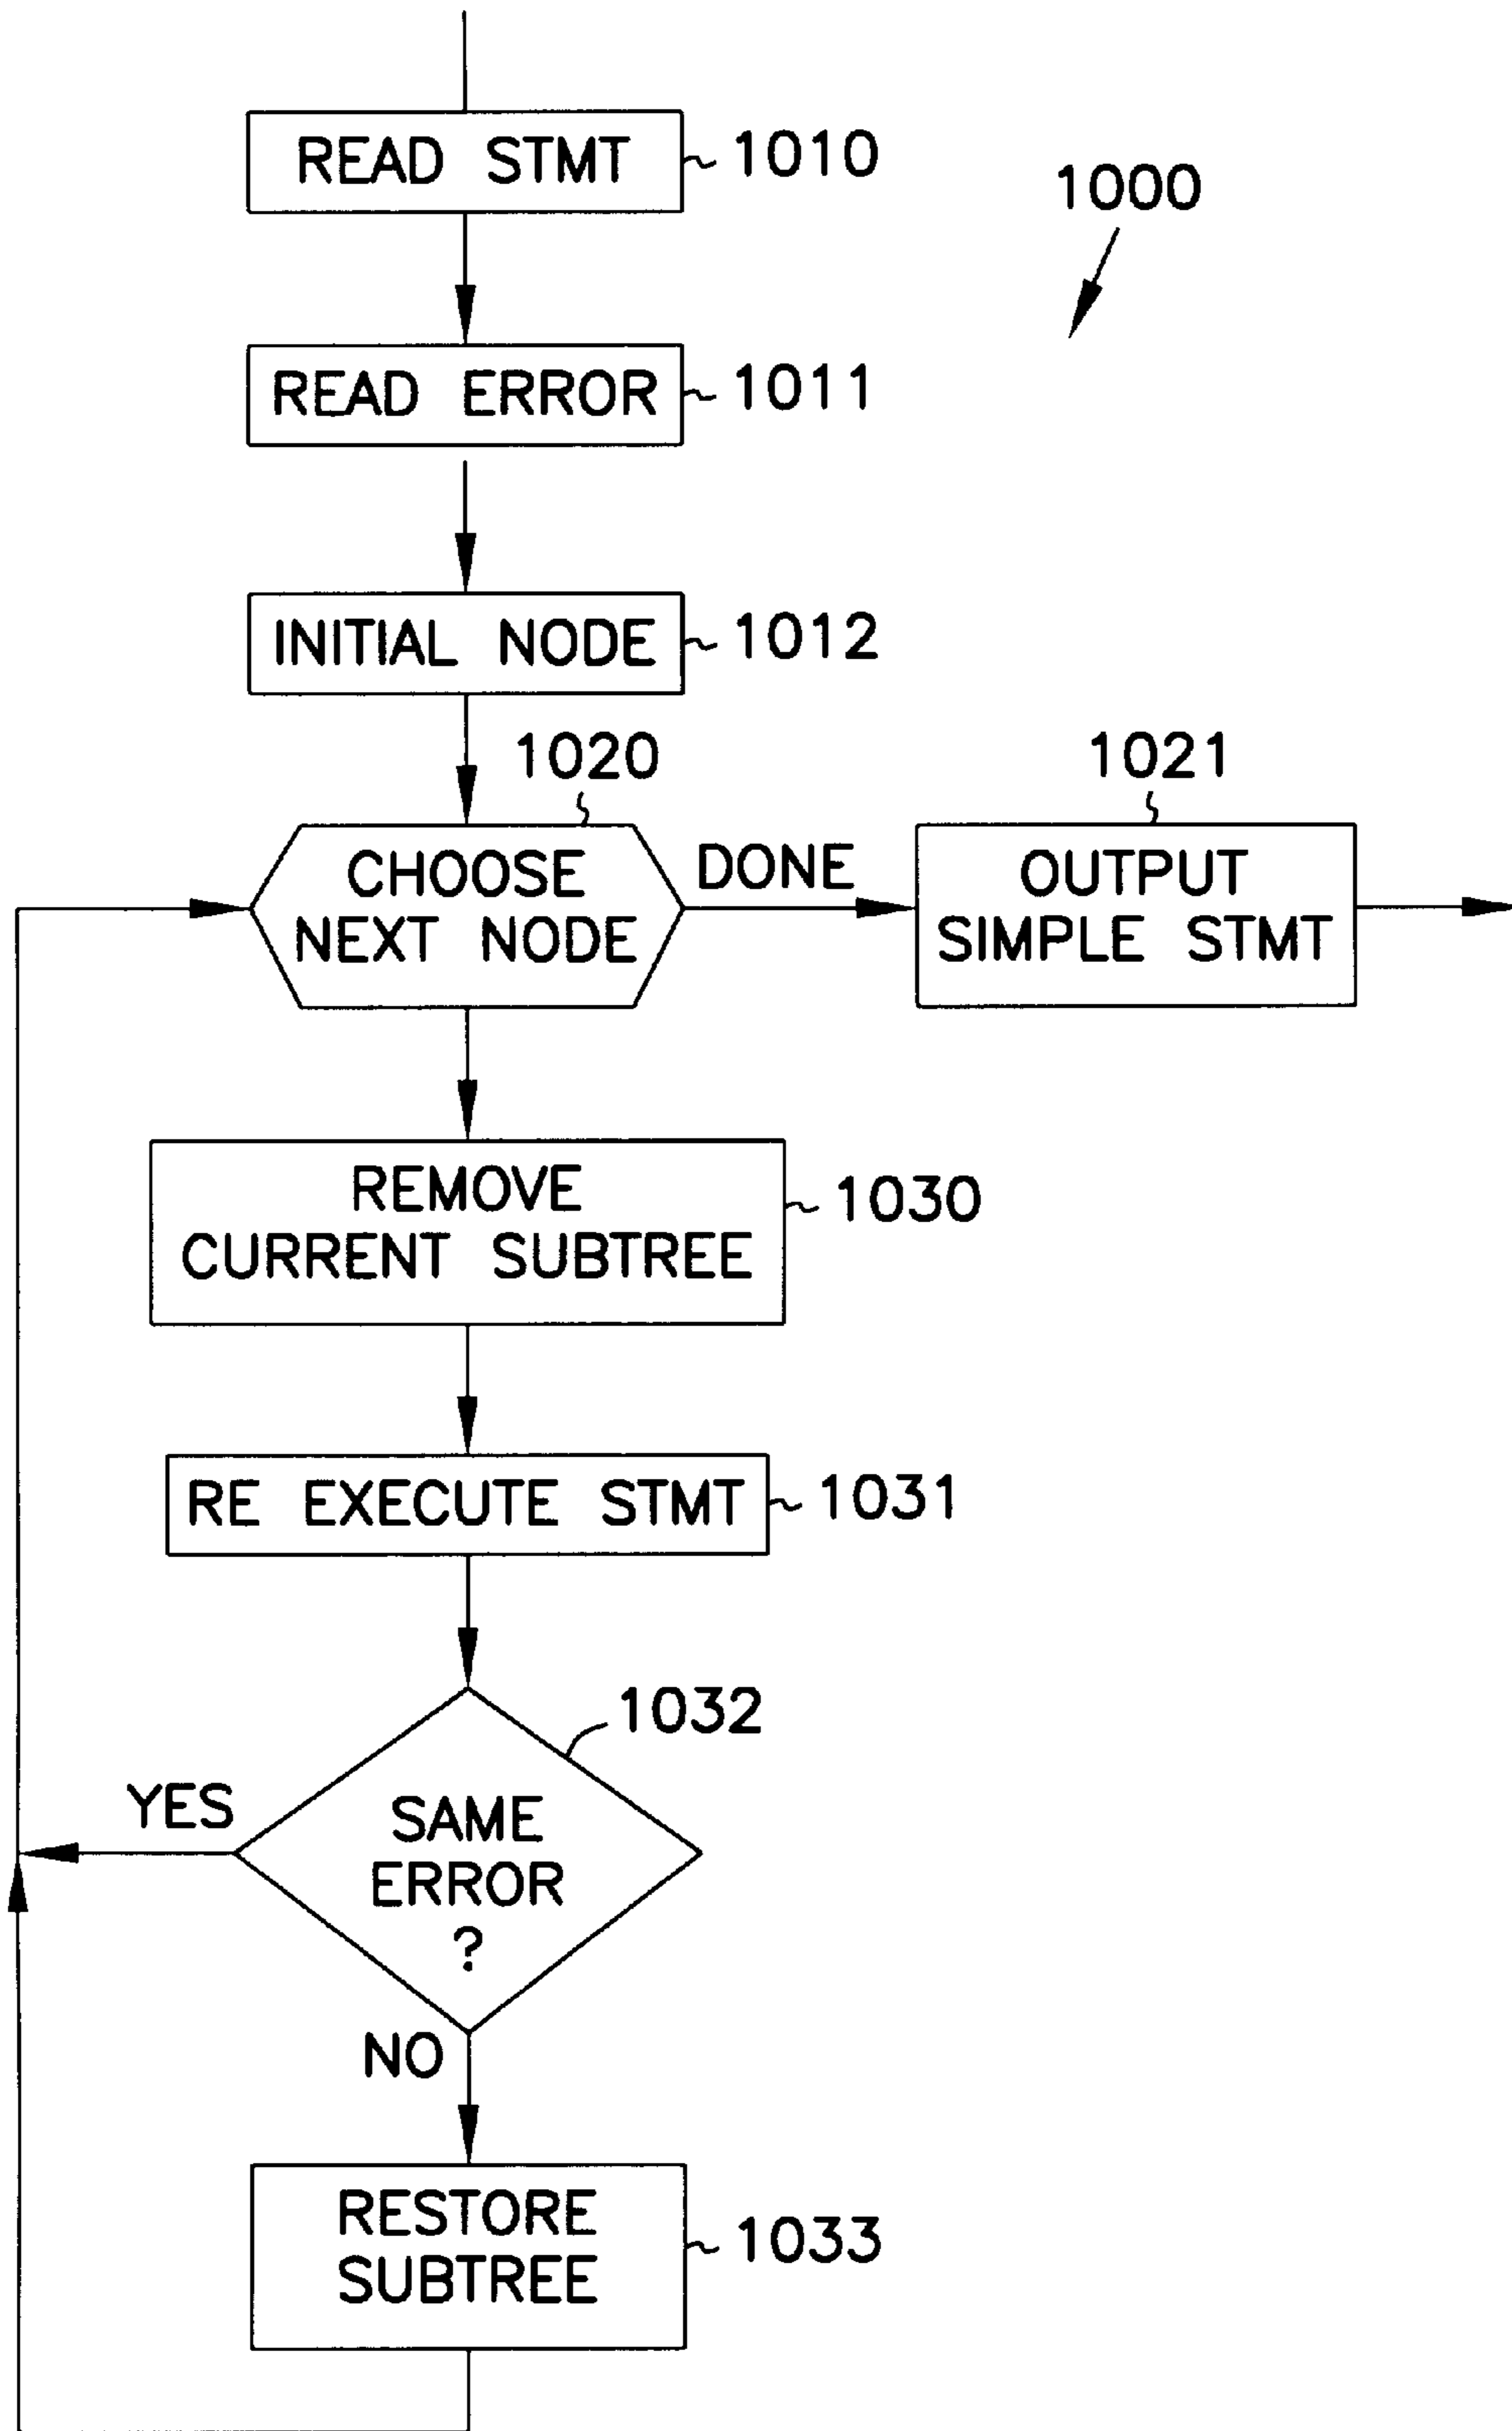 READ STMT
1010
1000
READ ERROR
1011
INITIAL NODE
1012
1020
1021
CHOOSE
NEXT NODE
DONE
OUTPUT
SIMPLE STMT
REMOVE
CURRENT SUBTREE
1030
RE EXECUTE STMT
1031
1032
YES
SAME
ERROR
?
NO
RESTORE
SUBTREE
1033